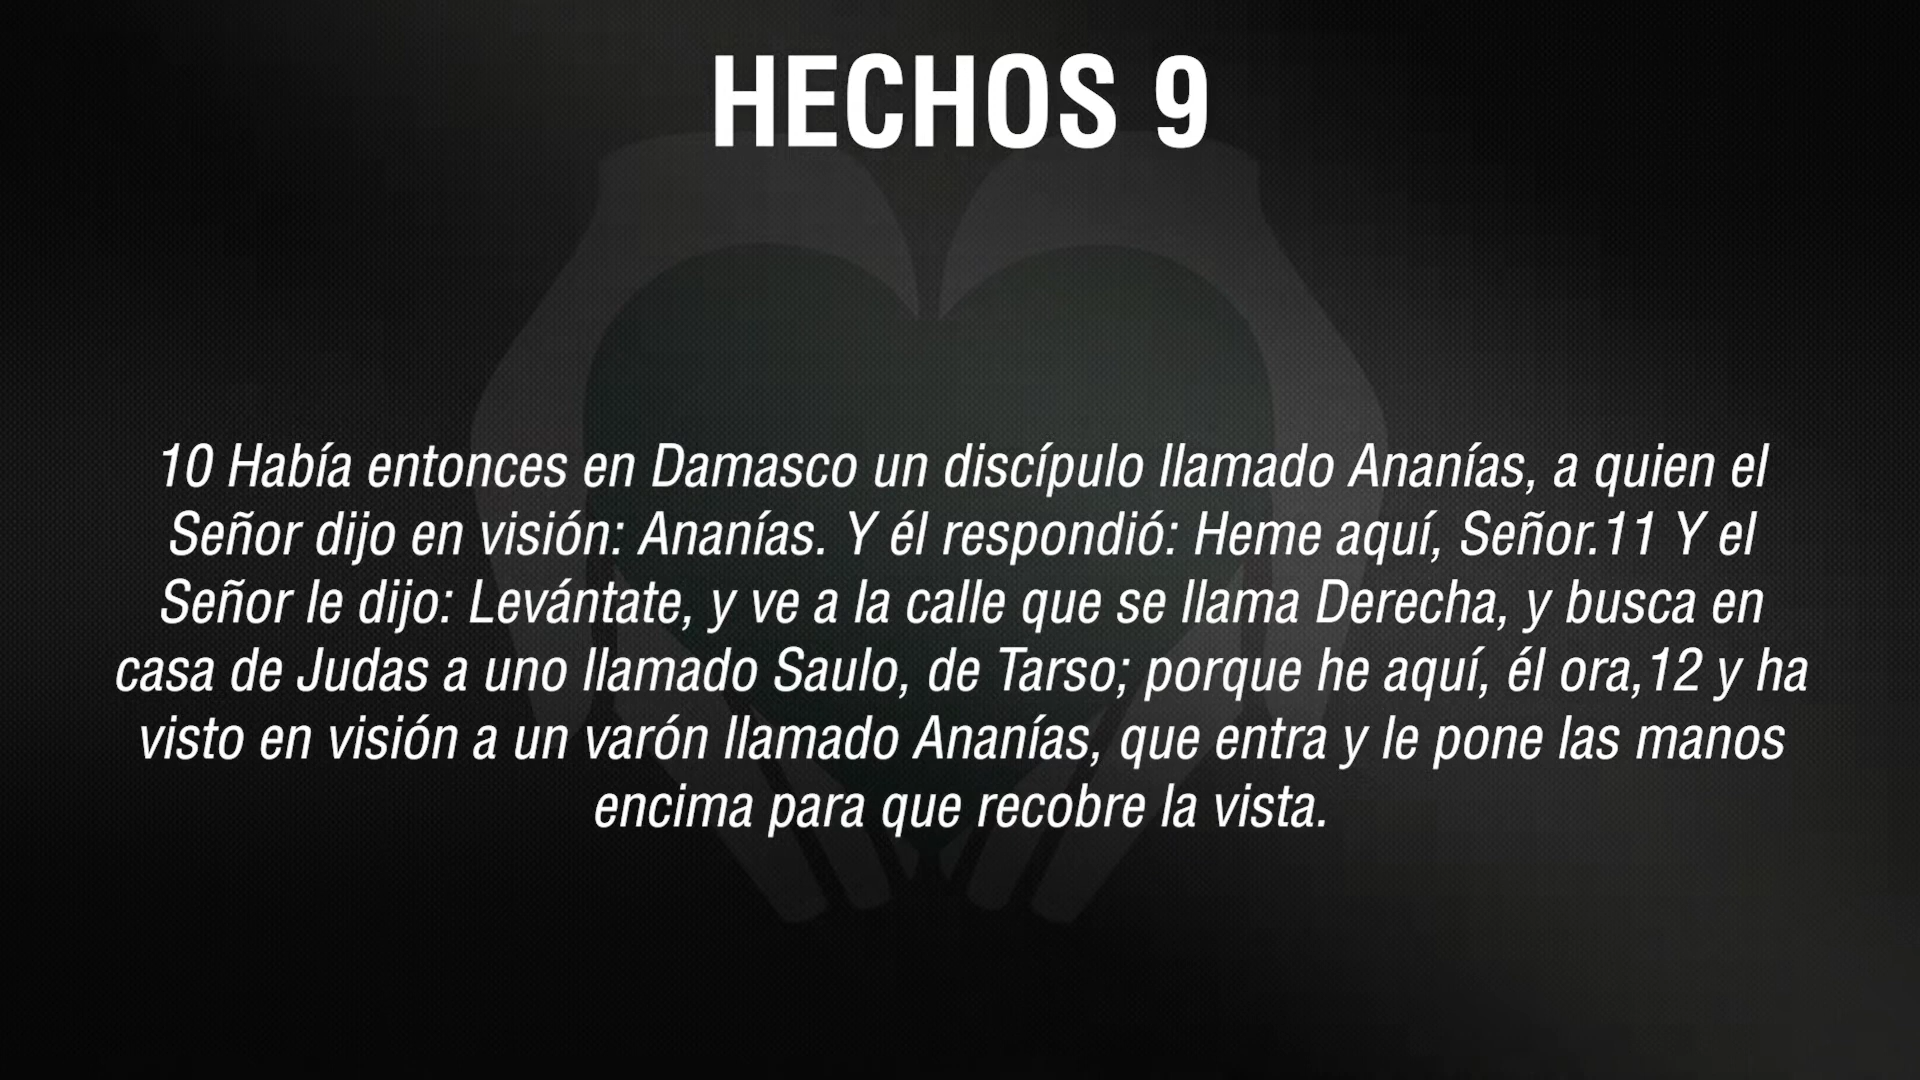 HECHOS 9
10 Había entonces en Damasco un discípulo llamado Ananías, a quien el
Señor dijo en visión: Ananías. Y él respondió: Heme aquí, Señor.11 Y el
Señor le dijo: Levántate, y ve a la calle que se llama Derecha, y busca en
casa de Judas a uno llamado Saulo, de Tarso; porque he aquí, él ora,12 y ha
visto en visión a un varón llamado Ananías, que entra y le pone las manos
encima para que recobre la vista.